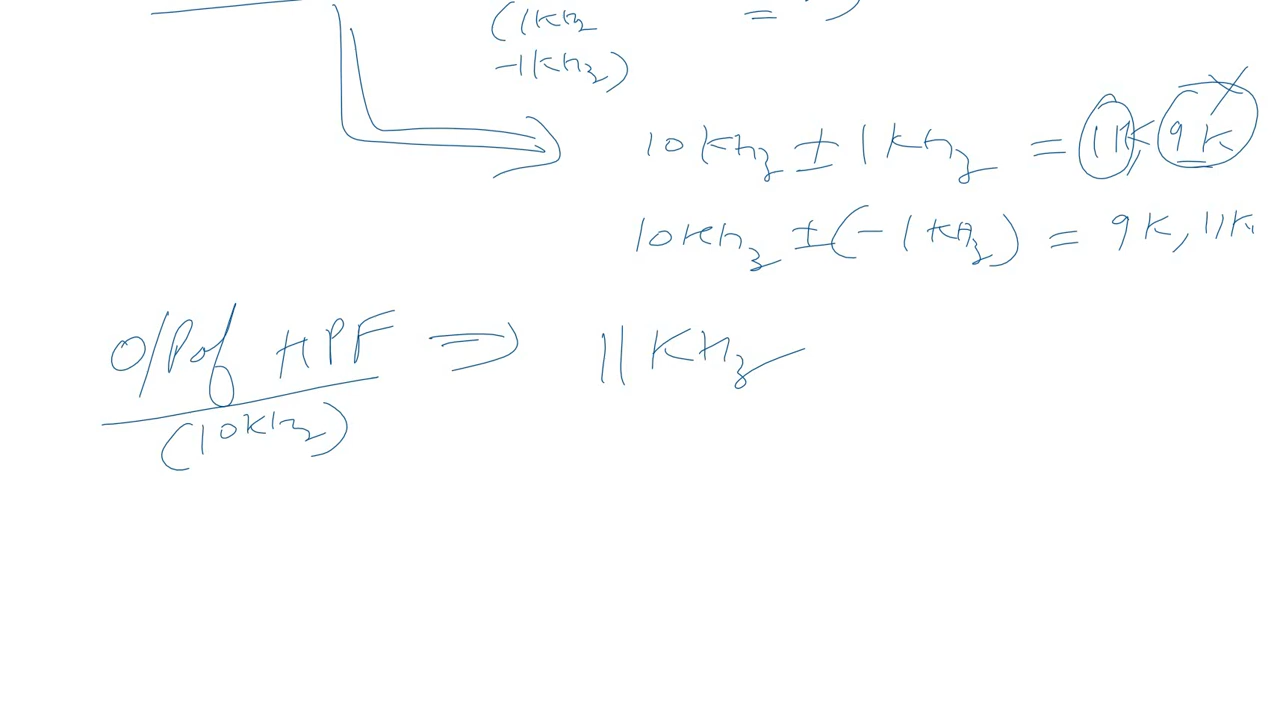 (1KHz = )
-1KHz)
10KHz ± 1KHz = 11K, 9K
10KHz ± (-1KHz) = 9K, 11K
O/P of HPF ⇒ 11KHz
(10KHz)